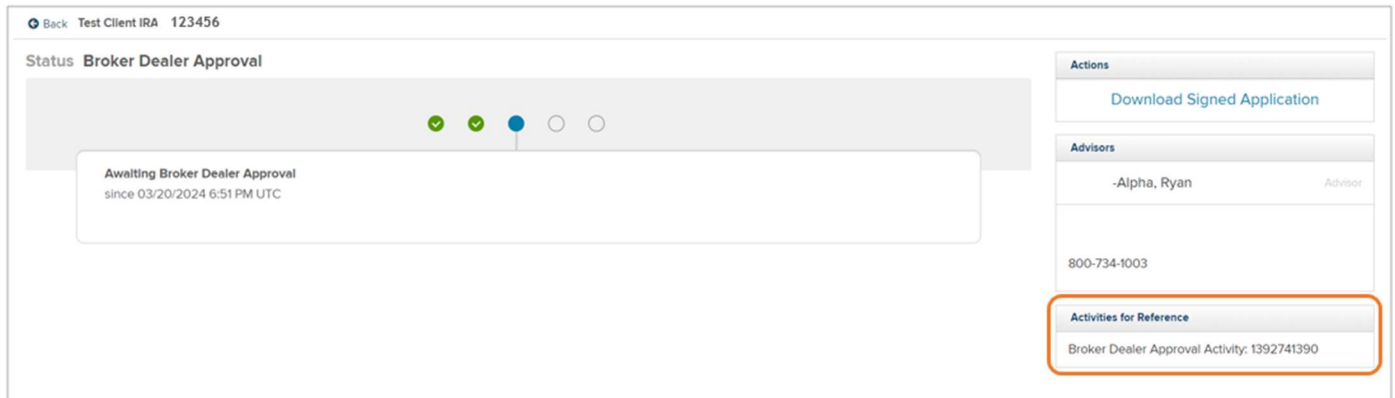 Back Test Client IRA 123456
Status Broker Dealer Approval
Awaiting Broker Dealer Approval
since 03/20/2024 6:51 PM UTC
Actions
Download Signed Application
Advisors
-Alpha, Ryan Advisor
800-734-1003
Activities for Reference
Broker Dealer Approval Activity: 1392741390